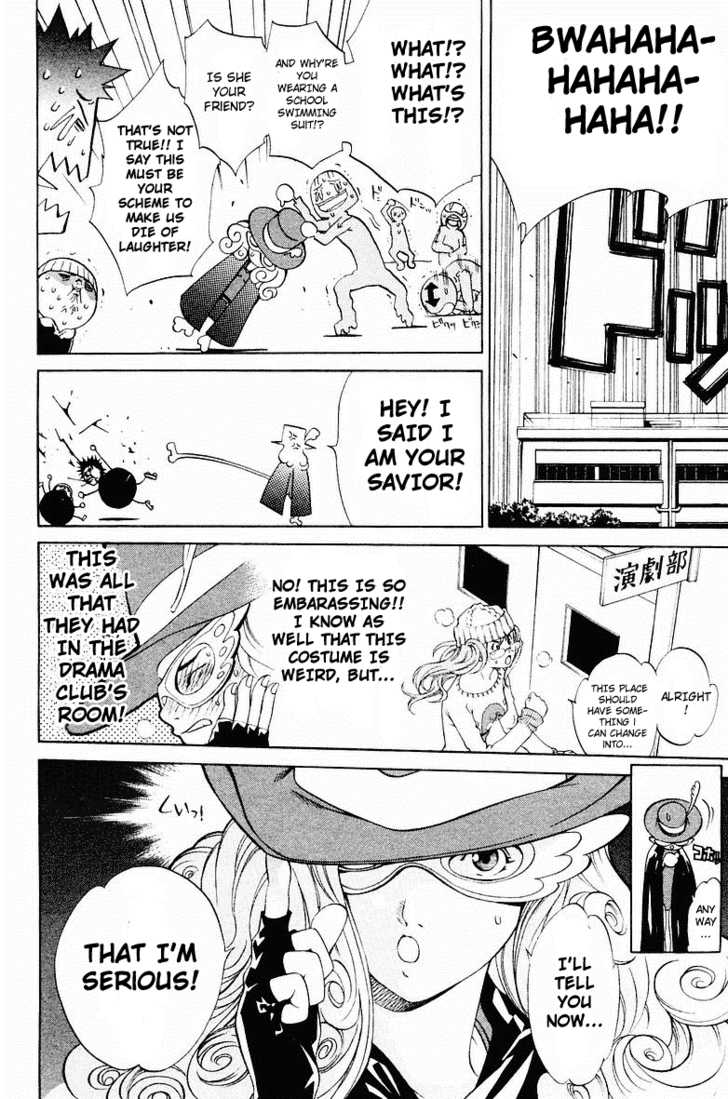 BWAHAHA-
HAHAHA-
HAHA!!
WHAT!?
WHAT!?
WHAT'S
THIS!?
AND WHY'RE
YOU
WEARING A
SCHOOL
SWIMMING
SUIT!?
IS SHE
YOUR
FRIEND?
THAT'S NOT
TRUE!! I
SAY THIS
MUST BE
YOUR
SCHEME TO
MAKE US
DIE OF
LAUGHTER!
HEY! I
SAID I
AM YOUR
SAVIOR!
演劇部
ALRIGHT
!
THIS PLACE
SHOULD
HAVE SOME-
THING I
CAN CHANGE
INTO...
NO! THIS IS SO
EMBARASSING!!
I KNOW AS
WELL THAT THIS
COSTUME IS
WEIRD, BUT...
THIS
WAS ALL
THAT
THEY HAD
IN THE
DRAMA
CLUB'S
ROOM!
ANY
WAY
...
I'LL
TELL
YOU
NOW...
ぐいっ!
THAT I'M
SERIOUS!